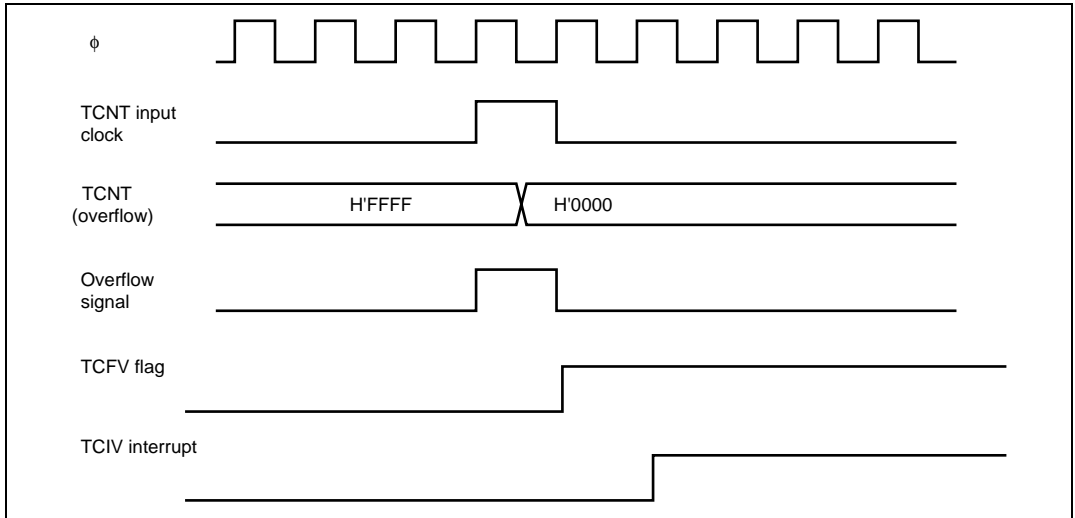 ϕ
TCNT input
clock
TCNT
(overflow)
H'FFFF
H'0000
Overflow
signal
TCFV flag
TCIV interrupt